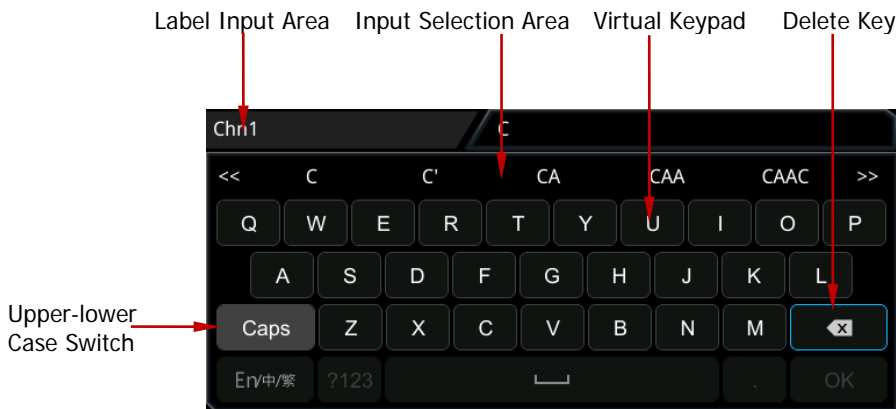 Label Input Area Input Selection Area Virtual Keypad Delete Key
Chn1 C
<< C C' CA CAA CAAC >>
Q W E R T Y U I O P
A S D F G H J K L
Upper-lower
Case Switch
Caps Z X C V B N M
En/中/繁 ?123 . OK